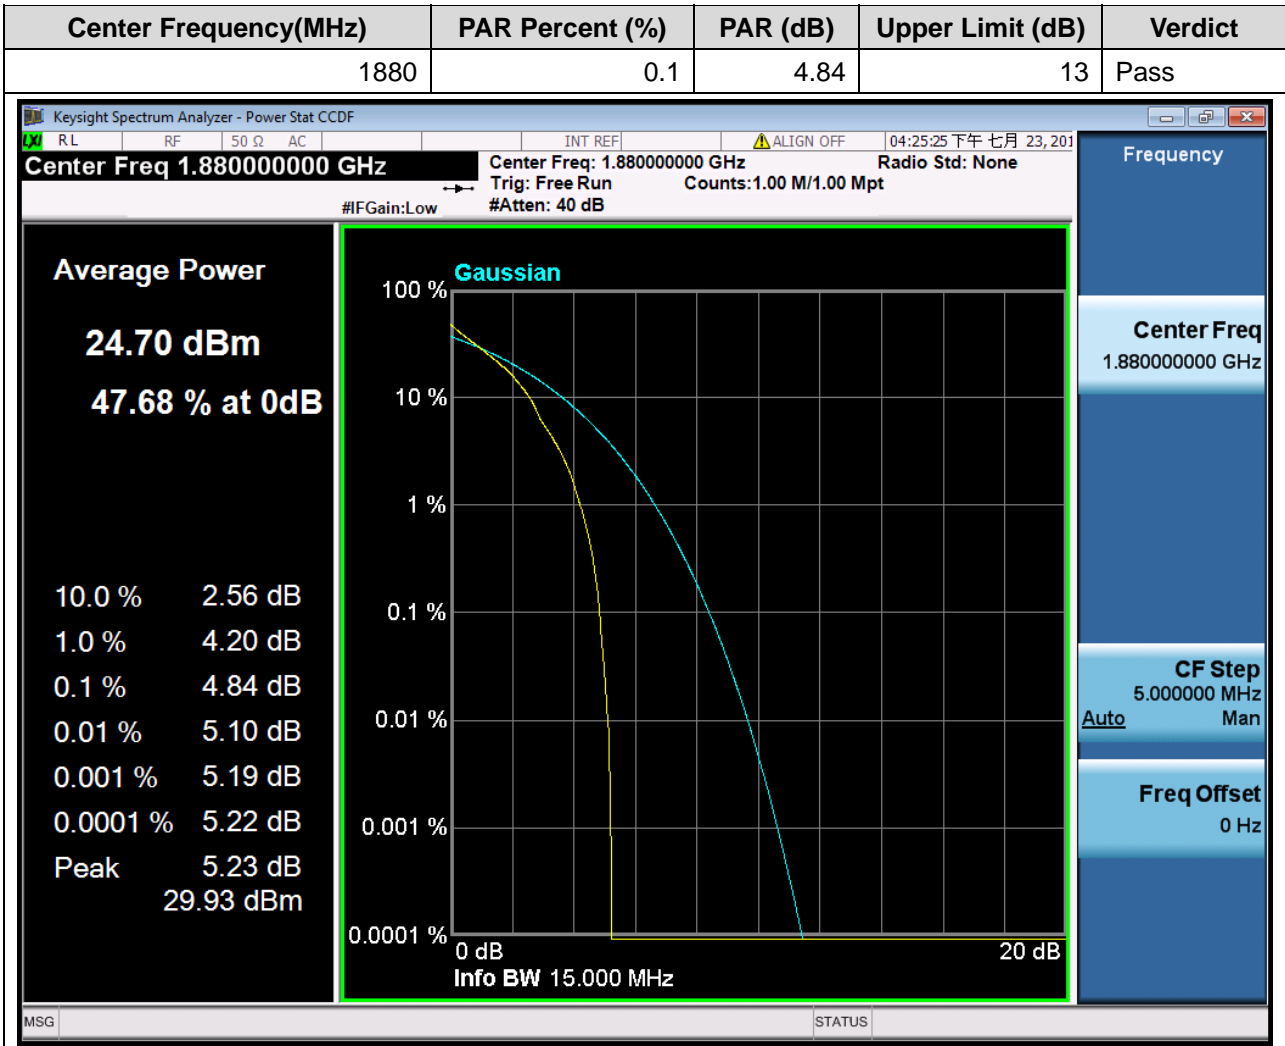 Center Frequency(MHz) PAR Percent (%) PAR (dB) Upper Limit (dB) Verdict
1880 0.1 4.84 13 Pass
Keysight Spectrum Analyzer - Power Stat CCDF
LXI RL RF 50 Ω AC INT REF ALIGN OFF 04:25:25 下午 七月 23, 201
Center Freq 1.880000000 GHz
Center Freq: 1.880000000 GHz Radio Std: None
Trig: Free Run Counts:1.00 M/1.00 Mpt
#IFGain:Low #Atten: 40 dB
Average Power
24.70 dBm
47.68 % at 0dB
10.0 % 2.56 dB
1.0 % 4.20 dB
0.1 % 4.84 dB
0.01 % 5.10 dB
0.001 % 5.19 dB
0.0001 % 5.22 dB
Peak 5.23 dB
29.93 dBm
Gaussian
100 %
10 %
1 %
0.1 %
0.01 %
0.001 %
0.0001 %
0 dB 20 dB
Info BW 15.000 MHz
Frequency
Center Freq
1.880000000 GHz
CF Step
5.000000 MHz
Auto Man
Freq Offset
0 Hz
MSG STATUS